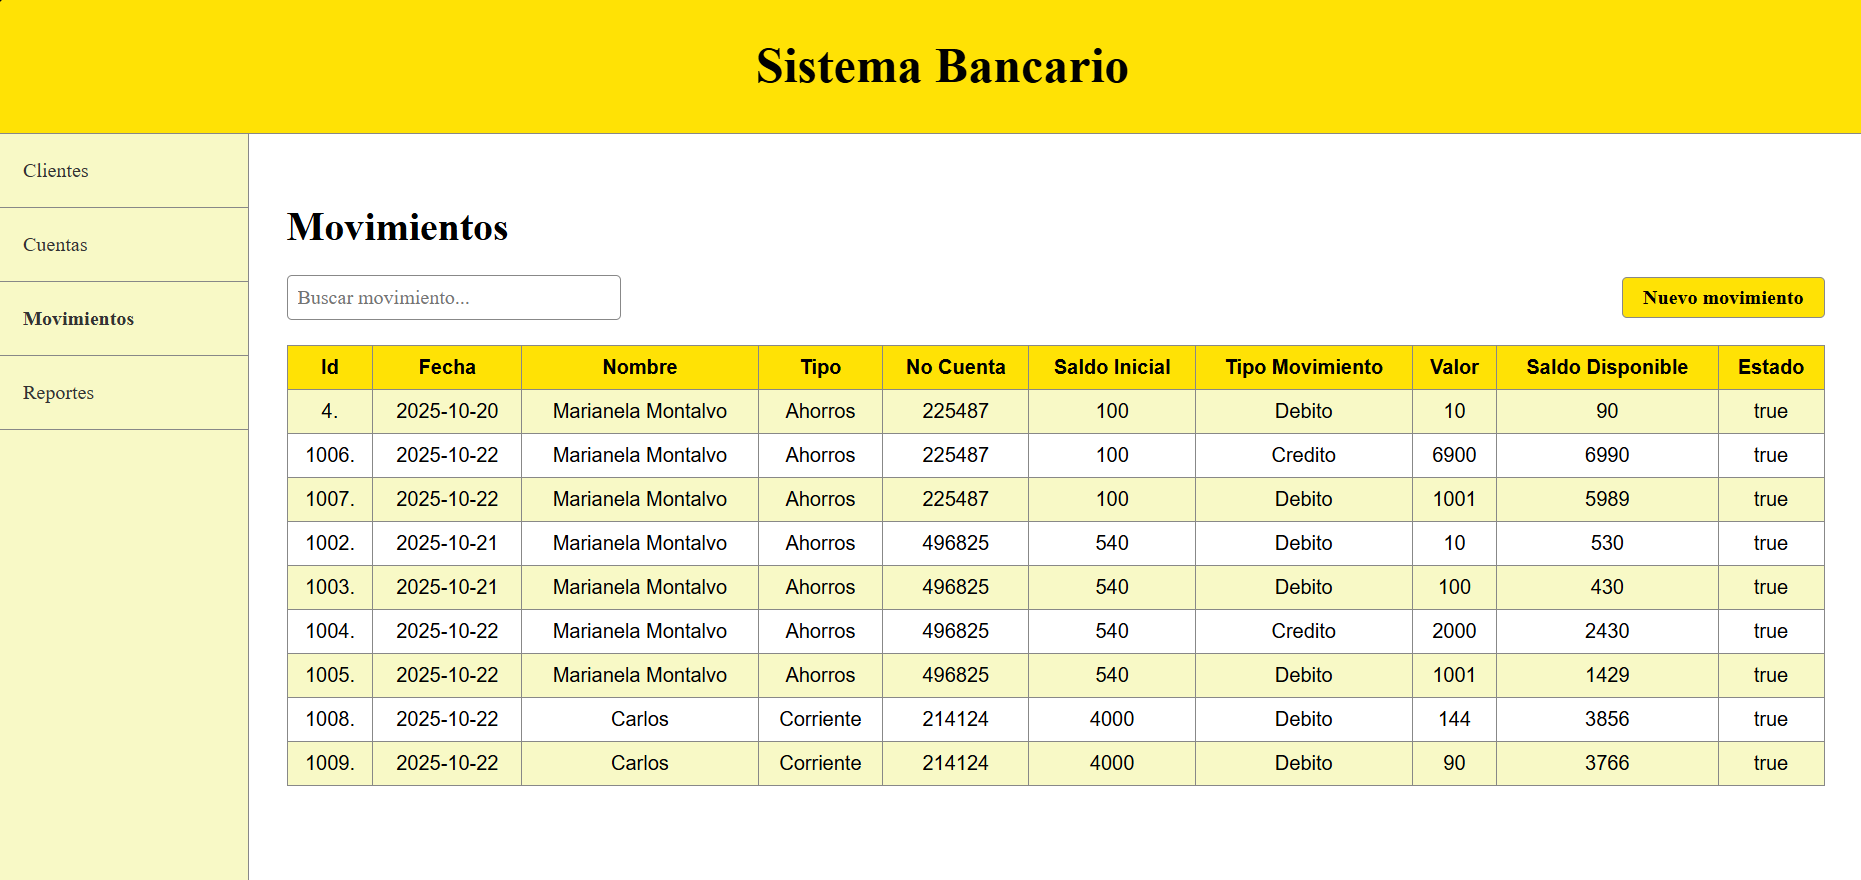 Sistema Bancario
Clientes
Cuentas
Movimientos
Reportes
Movimientos
Buscar movimiento...
Nuevo movimiento
Id Fecha Nombre Tipo No Cuenta Saldo Inicial Tipo Movimiento Valor Saldo Disponible Estado
4. 2025-10-20 Marianela Montalvo Ahorros 225487 100 Debito 10 90 true
1006. 2025-10-22 Marianela Montalvo Ahorros 225487 100 Credito 6900 6990 true
1007. 2025-10-22 Marianela Montalvo Ahorros 225487 100 Debito 1001 5989 true
1002. 2025-10-21 Marianela Montalvo Ahorros 496825 540 Debito 10 530 true
1003. 2025-10-21 Marianela Montalvo Ahorros 496825 540 Debito 100 430 true
1004. 2025-10-22 Marianela Montalvo Ahorros 496825 540 Credito 2000 2430 true
1005. 2025-10-22 Marianela Montalvo Ahorros 496825 540 Debito 1001 1429 true
1008. 2025-10-22 Carlos Corriente 214124 4000 Debito 144 3856 true
1009. 2025-10-22 Carlos Corriente 214124 4000 Debito 90 3766 true